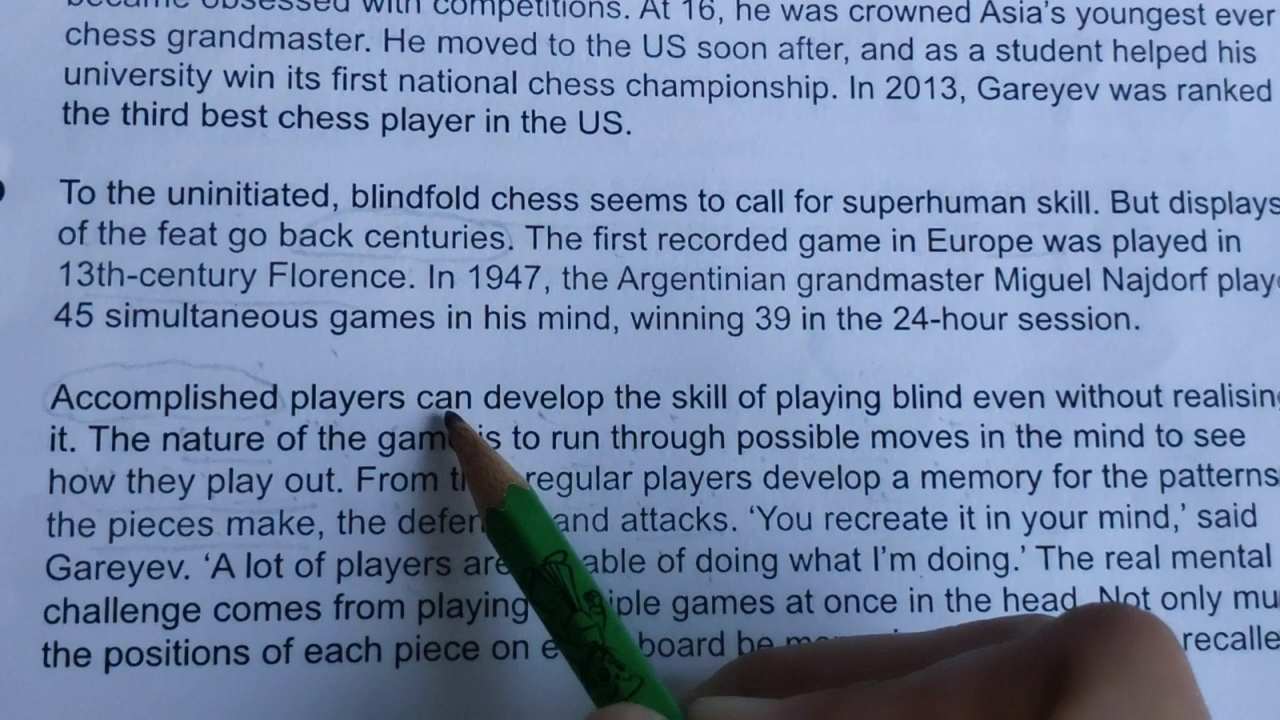 became obsessed with competitions. At 16, he was crowned Asia's youngest ever
chess grandmaster. He moved to the US soon after, and as a student helped his
university win its first national chess championship. In 2013, Gareyev was ranked
the third best chess player in the US.
To the uninitiated, blindfold chess seems to call for superhuman skill. But displays
of the feat go back centuries. The first recorded game in Europe was played in
13th-century Florence. In 1947, the Argentinian grandmaster Miguel Najdorf
45 simultaneous games in his mind, winning 39 in the 24-hour session.
Accomplished players can develop the skill of playing blind even without
it. The nature of the is to run through possible moves in the mind to see
how they play out. From regular players develop a memory for the patterns
the pieces make, the and attacks. ‘You recreate it in your mind,’ said
Gareyev. ‘A lot of players are of doing what I’m doing.’ The real mental
challenge comes from playing games at once in the head. Not only
the positions of each piece on board be